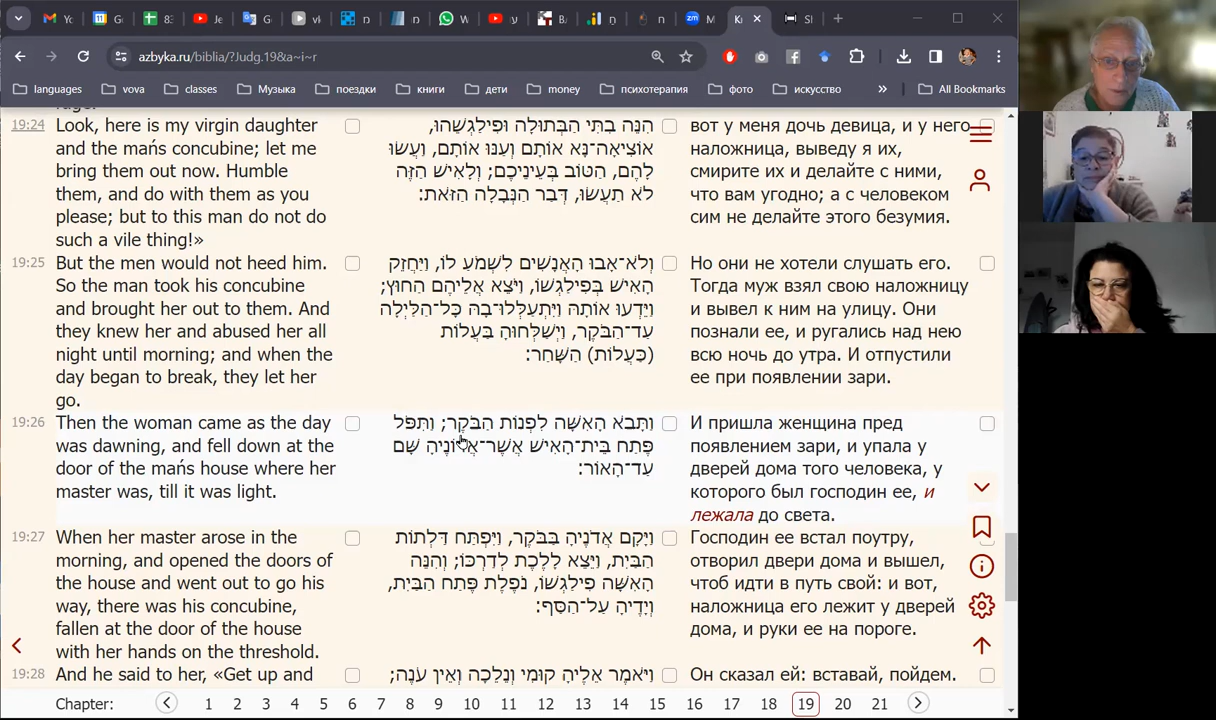 azbyka.ru/biblia/?Judg.19&a~i~r
languages
vova
classes
Музыка
поездки
книги
дети
money
психотерапия
фото
искусство
»
All Bookmarks
19:24
Look, here is my virgin daughter
and the mańs concubine; let me
bring them out now. Humble
them, and do with them as you
please; but to this man do not do
such a vile thing!»
הִנֵּה בִתִּי הַבְּתוּלָה וּפִילַגְשֵׁהוּ,
אוֹצִיאָה־נָּא אוֹתָם וְעַנּוּ אוֹתָם, וַעֲשׂוּ
לָהֶם, הַטּוֹב בְּעֵינֵיכֶם; וְלָאִישׁ הַזֶּה
לֹא תַעֲשׂוּ, דְּבַר הַנְּבָלָה הַזֹּאת׃
вот у меня дочь девица, и у него
наложница, выведу я их,
смирите их и делайте с ними,
что вам угодно; а с человеком
сим не делайте этого безумия.
19:25
But the men would not heed him.
So the man took his concubine
and brought her out to them. And
they knew her and abused her all
night until morning; and when the
day began to break, they let her
go.
וְלֹא־אָבוּ הָאֲנָשִׁים לִשְׁמֹעַ לוֹ, וַיַּחֲזֵק
הָאִישׁ בְּפִילַגְשׁוֹ, וַיֹּצֵא אֲלֵיהֶם הַחוּץ;
וַיֵּדְעוּ אוֹתָהּ וַיִּתְעַלְּלוּ־בָהּ כָּל־הַלַּיְלָה
עַד־הַבֹּקֶר, וַיְשַׁלְּחוּהָ בַּעֲלוֹת
(כַּעֲלוֹת) הַשָּׁחַר׃
Но они не хотели слушать его.
Тогда муж взял свою наложницу
и вывел к ним на улицу. Они
познали ее, и ругались над нею
всю ночь до утра. И отпустили
ее при появлении зари.
19:26
Then the woman came as the day
was dawning, and fell down at the
door of the mańs house where her
master was, till it was light.
וַתָּבֹא הָאִשָּׁה לִפְנוֹת הַבֹּקֶר; וַתִּפֹּל
פֶּתַח בֵּית־הָאִישׁ אֲשֶׁר־אֲדוֹנֶיהָ שָּׁם
עַד־הָאוֹר׃
И пришла женщина пред
появлением зари, и упала у
дверей дома того человека, у
которого был господин ее, и
лежала до света.
19:27
When her master arose in the
morning, and opened the doors of
the house and went out to go his
way, there was his concubine,
fallen at the door of the house
with her hands on the threshold.
וַיָּקָם אֲדֹנֶיהָ בַּבֹּקֶר, וַיִּפְתַּח דַּלְתוֹת
הַבַּיִת, וַיֵּצֵא לָלֶכֶת לְדַרְכּוֹ; וְהִנֵּה
הָאִשָּׁה פִילַגְשׁוֹ, נֹפֶלֶת פֶּתַח הַבַּיִת,
וְיָדֶיהָ עַל־הַסַּף׃
Господин ее встал поутру,
отворил двери дома и вышел,
чтоб идти в путь свой: и вот,
наложница его лежит у дверей
дома, и руки ее на пороге.
19:28
And he said to her, «Get up and
וַיֹּאמֶר אֵלֶיהָ קוּמִי וְנֵלֵכָה וְאֵין עֹנֶה;
Он сказал ей: вставай, пойдем.
Chapter: 1 2 3 4 5 6 7 8 9 10 11 12 13 14 15 16 17 18 19 20 21